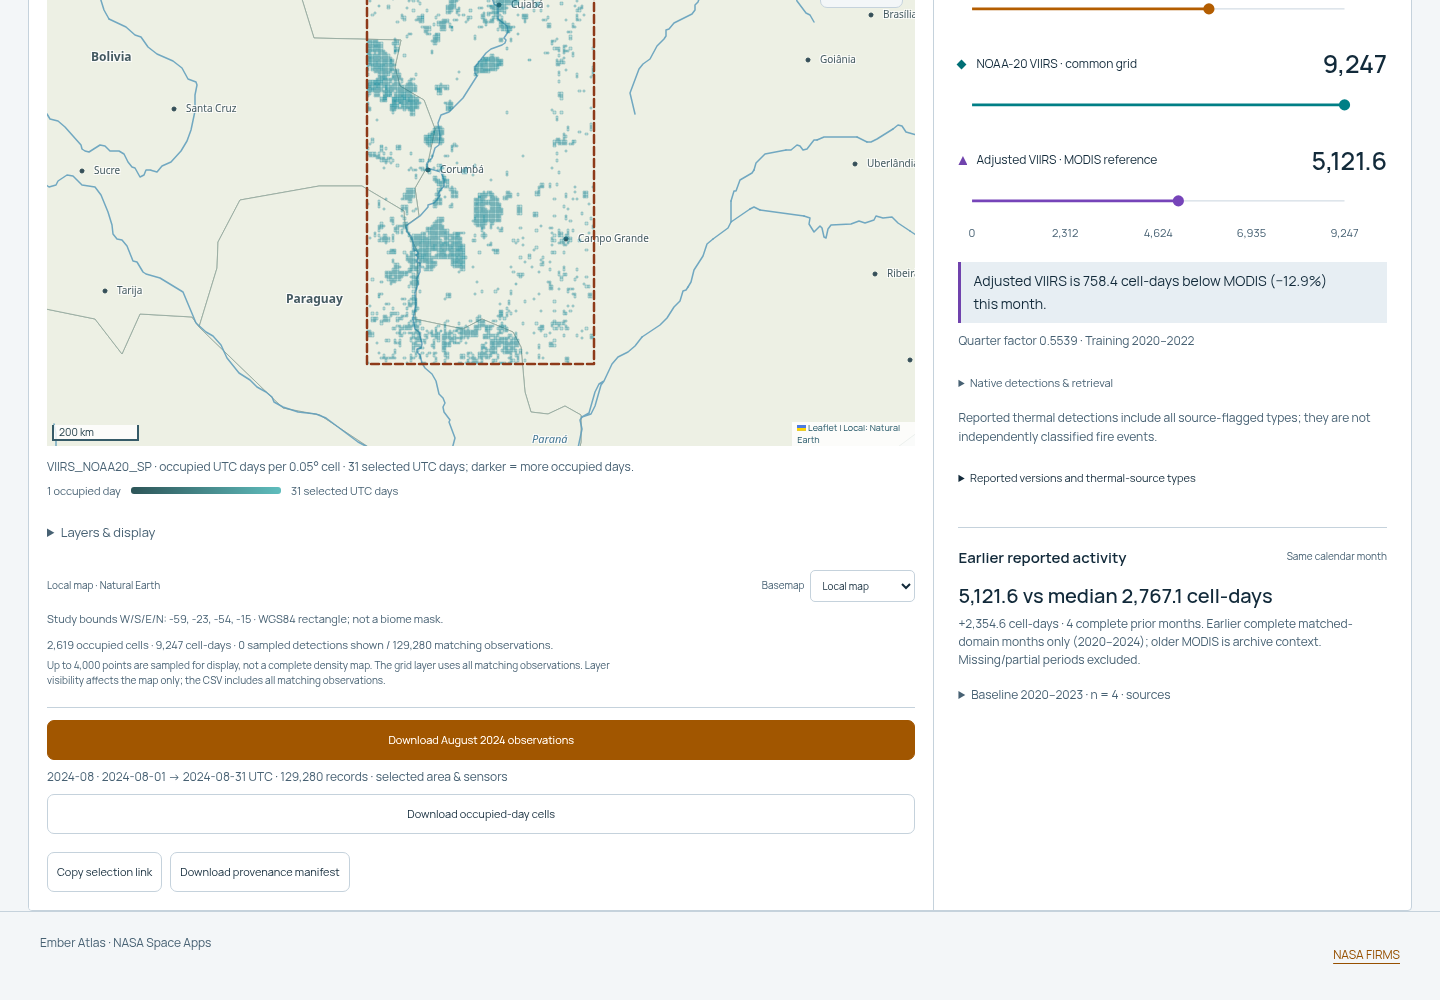 Cuiabá
Brasília
Bolivia
Goiânia
Santa Cruz
Sucre
Corumbá
Uberlândia
Campo Grande
Tarija
Paraguay
200 km
Paraná
Leaflet | Local: Natural
Earth
VIIRS_NOAA20_SP · occupied UTC days per 0.05° cell · 31 selected UTC days; darker = more occupied days.
1 occupied day
31 selected UTC days
▶ Layers & display
Local map · Natural Earth
Basemap
Local map
Study bounds W/S/E/N: -59, -23, -54, -15 · WGS84 rectangle; not a biome mask.
2,619 occupied cells · 9,247 cell-days · 0 sampled detections shown / 129,280 matching observations.
Up to 4,000 points are sampled for display, not a complete density map. The grid layer uses all matching observations. Layer
visibility affects the map only; the CSV includes all matching observations.
Download August 2024 observations
2024-08 · 2024-08-01 → 2024-08-31 UTC · 129,280 records · selected area & sensors
Download occupied-day cells
Copy selection link
Download provenance manifest
NOAA-20 VIIRS · common grid
9,247
Adjusted VIIRS · MODIS reference
5,121.6
0
2,312
4,624
6,935
9,247
Adjusted VIIRS is 758.4 cell-days below MODIS (−12.9%)
this month.
Quarter factor 0.5539 · Training 2020–2022
▶ Native detections & retrieval
Reported thermal detections include all source-flagged types; they are not
independently classified fire events.
▶ Reported versions and thermal-source types
Earlier reported activity
Same calendar month
5,121.6 vs median 2,767.1 cell-days
+2,354.6 cell-days · 4 complete prior months. Earlier complete matched-
domain months only (2020–2024); older MODIS is archive context.
Missing/partial periods excluded.
▶ Baseline 2020–2023 · n = 4 · sources
Ember Atlas · NASA Space Apps
NASA FIRMS